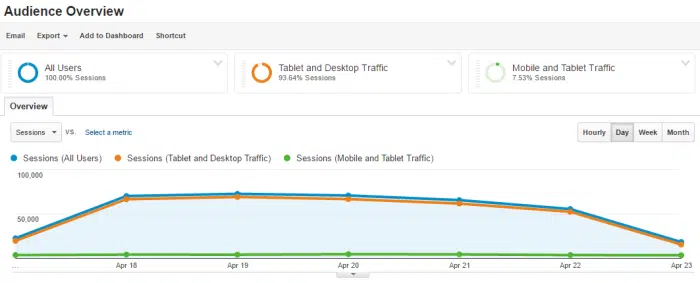 Audience Overview
Email Export Add to Dashboard Shortcut
All Users
100.00% Sessions
Tablet and Desktop Traffic
93.64% Sessions
Mobile and Tablet Traffic
7.53% Sessions
Overview
Sessions vs. Select a metric
Hourly Day Week Month
Sessions (All Users) Sessions (Tablet and Desktop Traffic) Sessions (Mobile and Tablet Traffic)
100,000
50,000
... Apr 18 Apr 19 Apr 20 Apr 21 Apr 22 Apr 23